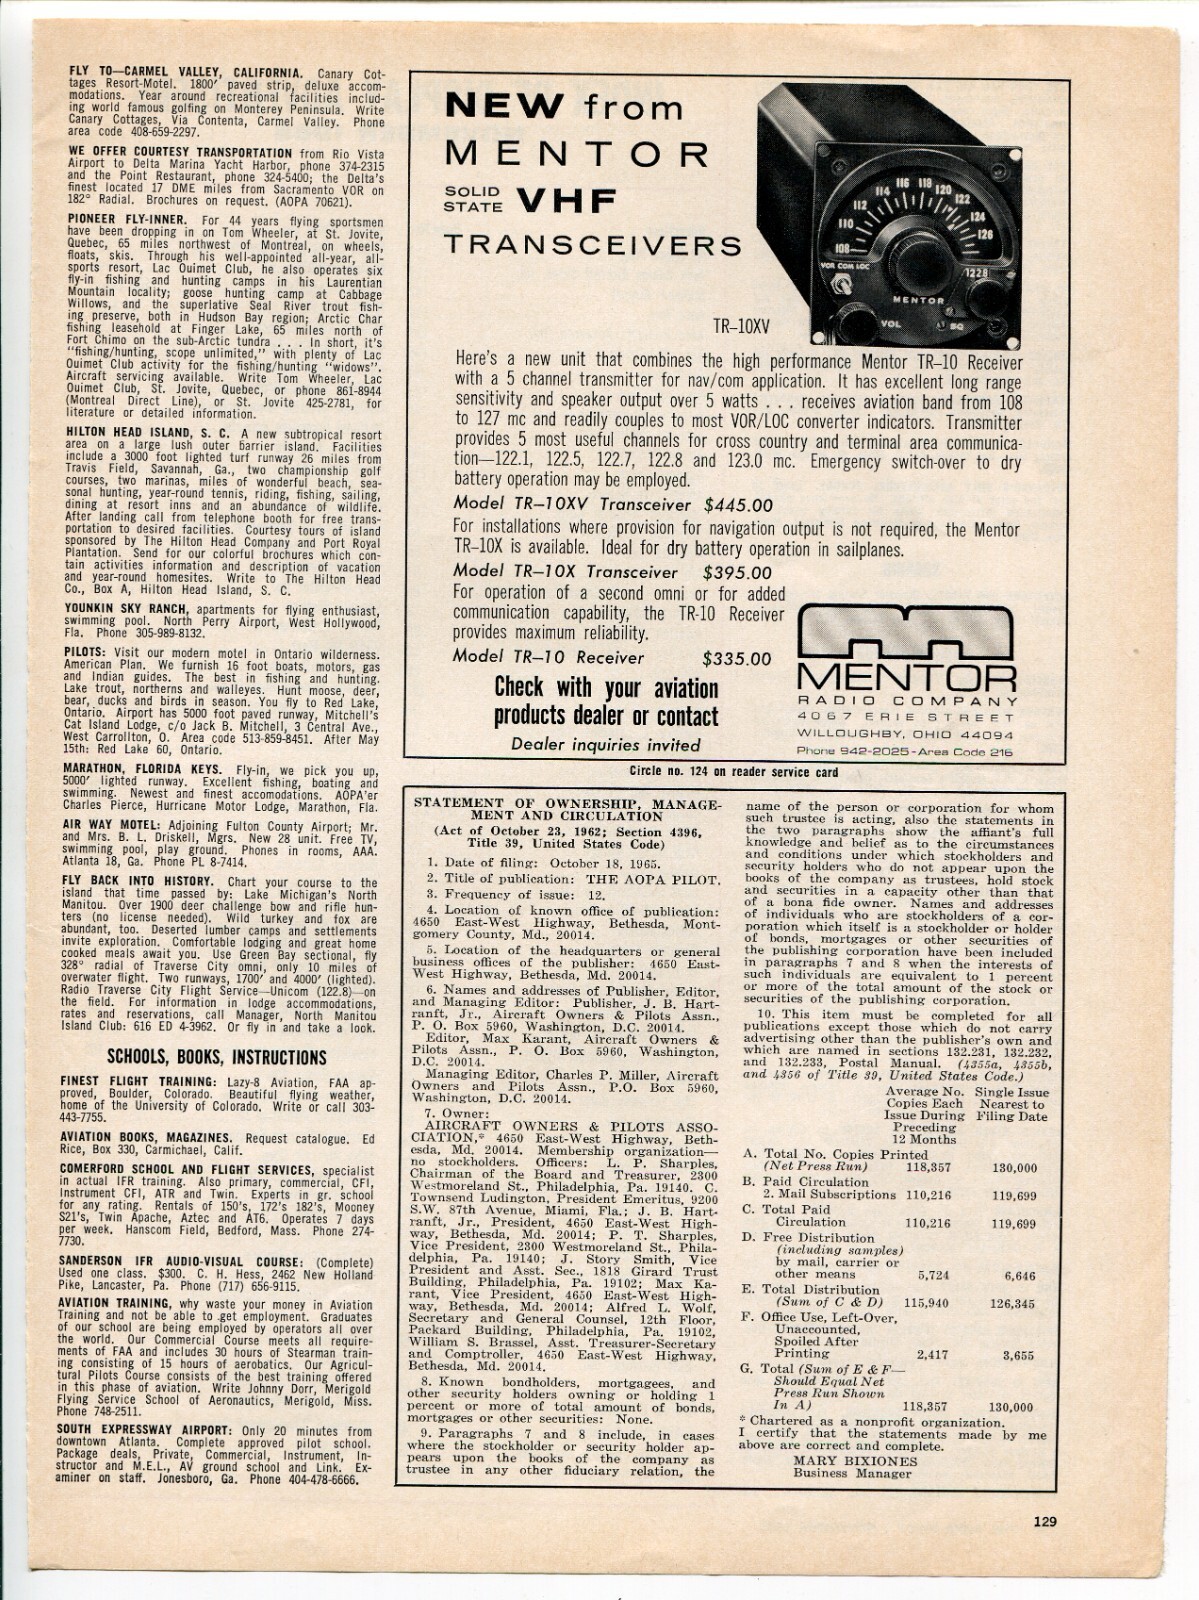 FLY TO—CARMEL VALLEY, CALIFORNIA. Canary Cot-
tages Resort-Motel. 1800′ paved strip, deluxe accom-
modations. Year around recreational facilities includ-
ing world famous golfing on Monterey Peninsula. Write
Canary Cottages, Via Contenta, Carmel Valley. Phone
area code 408-659-2297.
WE OFFER COURTESY TRANSPORTATION from Rio Vista
Airport to Delta Marina Yacht Harbor, phone 374-2315
and the Point Restaurant, phone 324-5400; the Delta's
finest located 17 DME miles from Sacramento VOR on
182° Radial. Brochures on request. (AOPA 70621).
PIONEER FLY-INNER. For 44 years flying sportsmen
have been dropping in on Tom Wheeler, at St. Jovite,
Quebec, 65 miles northwest of Montreal, on wheels,
floats, skis. Through his well-appointed all-year, all-
sports resort, Lac Ouimet Club, he also operates six
fly-in fishing and hunting camps in his Laurentian
Mountain locality; goose hunting camp at Cabbage
Willows, and the superlative Seal River trout fish-
ing preserve, both in Hudson Bay region; Arctic Char
fishing leasehold at Finger Lake, 65 miles north of
Fort Chimo on the sub-Arctic tundra . . . In short, it's
"fishing/hunting, scope unlimited," with plenty of Lac
Ouimet Club activity for the fishing/hunting "widows".
Aircraft servicing available. Write Tom Wheeler, Lac
Ouimet Club, St. Jovite, Quebec, or phone 861-8944
(Montreal Direct Line), or St. Jovite 425-2781, for
literature or detailed information.
HILTON HEAD ISLAND, S. C. A new subtropical resort
area on a large lush outer barrier island. Facilities
include a 3000 foot lighted turf runway 26 miles from
Travis Field, Savannah, Ga., two championship golf
courses, two marinas, miles of wonderful beach, sea-
sonal hunting, year-round tennis, riding, fishing, sailing,
dining at resort inns and an abundance of wildlife.
After landing call from telephone booth for free trans-
portation to desired facilities. Courtesy tours of island
sponsored by The Hilton Head Company and Port Royal
Plantation. Send for our colorful brochures which con-
tain activities information and description of vacation
and year-round homesites. Write to The Hilton Head
Co., Box A, Hilton Head Island, S. C.
YOUNKIN SKY RANCH, apartments for flying enthusiast,
swimming pool. North Perry Airport, West Hollywood,
Fla. Phone 305-989-8132.
PILOTS: Visit our modern motel in Ontario wilderness.
American Plan. We furnish 16 foot boats, motors, gas
and Indian guides. The best in fishing and hunting.
Lake trout, northerns and walleyes. Hunt moose, deer,
bear, ducks and birds in season. You fly to Red Lake,
Ontario. Airport has 5000 foot paved runway, Mitchell's
Cat Island Lodge, c/o Jack B. Mitchell, 3 Central Ave.,
West Carrollton, O. Area code 513-859-8451. After May
15th: Red Lake 60, Ontario.
MARATHON, FLORIDA KEYS. Fly-in, we pick you up,
5000′ lighted runway. Excellent fishing, boating and
swimming. Newest and finest accomodations. AOPA'er
Charles Pierce, Hurricane Motor Lodge, Marathon, Fla.
AIR WAY MOTEL: Adjoining Fulton County Airport; Mr.
and Mrs. B. L. Driskell, Mgrs. New 28 unit. Free TV,
swimming pool, play ground. Phones in rooms, AAA.
Atlanta 18, Ga. Phone PL 8-7414.
FLY BACK INTO HISTORY. Chart your course to the
island that time passed by: Lake Michigan's North
Manitou. Over 1900 deer challenge bow and rifle hun-
ters (no license needed). Wild turkey and fox are
abundant, too. Deserted lumber camps and settlements
invite exploration. Comfortable lodging and great home
cooked meals await you. Use Green Bay sectional, fly
328° radial of Traverse City omni, only 10 miles of
overwater flight. Two runways, 1700′ and 4000′ (lighted).
Radio Traverse City Flight Service—Unicom (122.8)—on
the field. For information in lodge accommodations,
rates and reservations, call Manager, North Manitou
Island Club: 616 ED 4-3962. Or fly in and take a look.
SCHOOLS, BOOKS, INSTRUCTIONS
FINEST FLIGHT TRAINING: Lazy-8 Aviation, FAA ap-
proved, Boulder, Colorado. Beautiful flying weather,
home of the University of Colorado. Write or call 303-
443-7755.
AVIATION BOOKS, MAGAZINES. Request catalogue. Ed
Rice, Box 330, Carmichael, Calif.
COMERFORD SCHOOL AND FLIGHT SERVICES, specialist
in actual IFR training. Also primary, commercial, CFI,
Instrument CFI, ATR and Twin. Experts in gr. school
for any rating. Rentals of 150's, 172's 182's, Mooney
S21's, Twin Apache, Aztec and AT6. Operates 7 days
per week. Hanscom Field, Bedford, Mass. Phone 274-
7730.
SANDERSON IFR AUDIO-VISUAL COURSE: (Complete)
Used one class. $300. C. H. Hess, 2462 New Holland
Pike, Lancaster, Pa. Phone (717) 656-9115.
AVIATION TRAINING, why waste your money in Aviation
Training and not be able to get employment. Graduates
of our school are being employed by operators all over
the world. Our Commercial Course meets all require-
ments of FAA and includes 30 hours of Stearman train-
ing consisting of 15 hours of aerobatics. Our Agricul-
tural Pilots Course consists of the best training offered
in this phase of aviation. Write Johnny Dorr, Merigold
Flying Service School of Aeronautics, Merigold, Miss.
Phone 748-2511.
SOUTH EXPRESSWAY AIRPORT: Only 20 minutes from
downtown Atlanta. Complete approved pilot school.
Package deals, Private, Commercial, Instrument, In-
structor and M.E.L., AV ground school and Link. Ex-
aminer on staff. Jonesboro, Ga. Phone 404-478-6666.
NEW from
MENTOR
SOLID
STATE VHF
TRANSCEIVERS
108 110 112 114 116 118 120 122 124 126
VOR COM LOC
122.8
MENTOR
VOL
SQ
TR–10XV
Here's a new unit that combines the high performance Mentor TR–10 Receiver
with a 5 channel transmitter for nav/com application. It has excellent long range
sensitivity and speaker output over 5 watts . . . receives aviation band from 108
to 127 mc and readily couples to most VOR/LOC converter indicators. Transmitter
provides 5 most useful channels for cross country and terminal area communica-
tion—122.1, 122.5, 122.7, 122.8 and 123.0 mc. Emergency switch-over to dry
battery operation may be employed.
Model TR–10XV Transceiver $445.00
For installations where provision for navigation output is not required, the Mentor
TR–10X is available. Ideal for dry battery operation in sailplanes.
Model TR–10X Transceiver $395.00
For operation of a second omni or for added
communication capability, the TR-10 Receiver
provides maximum reliability.
Model TR–10 Receiver $335.00
Check with your aviation
products dealer or contact
Dealer inquiries invited
MENTOR
RADIO COMPANY
4067 ERIE STREET
WILLOUGHBY, OHIO 44094
Phone 942-2025-Area Code 216
Circle no. 124 on reader service card
STATEMENT OF OWNERSHIP, MANAGE-
MENT AND CIRCULATION
(Act of October 23, 1962; Section 4396,
Title 39, United States Code)
1. Date of filing: October 18, 1965.
2. Title of publication: THE AOPA PILOT.
3. Frequency of issue: 12.
4. Location of known office of publication:
4650 East-West Highway, Bethesda, Mont-
gomery County, Md., 20014.
5. Location of the headquarters or general
business offices of the publisher: 4650 East-
West Highway, Bethesda, Md. 20014.
6. Names and addresses of Publisher, Editor,
and Managing Editor: Publisher, J. B. Hart-
ranft, Jr., Aircraft Owners & Pilots Assn.,
P. O. Box 5960, Washington, D.C. 20014.
Editor, Max Karant, Aircraft Owners &
Pilots Assn., P. O. Box 5960, Washington,
D.C. 20014.
Managing Editor, Charles P. Miller, Aircraft
Owners and Pilots Assn., P.O. Box 5960,
Washington, D.C. 20014.
7. Owner:
AIRCRAFT OWNERS & PILOTS ASSO-
CIATION,* 4650 East-West Highway, Beth-
esda, Md. 20014. Membership organization—
no stockholders. Officers: L. P. Sharples,
Chairman of the Board and Treasurer, 2300
Westmoreland St., Philadelphia, Pa. 19140. C.
Townsend Ludington, President Emeritus, 9200
S.W. 87th Avenue, Miami, Fla.; J. B. Hart-
ranft, Jr., President, 4650 East-West High-
way, Bethesda, Md. 20014; P. T. Sharples,
Vice President, 2300 Westmoreland St., Phila-
delphia, Pa. 19140; J. Story Smith, Vice
President and Asst. Sec., 1818 Girard Trust
Building, Philadelphia, Pa. 19102; Max Ka-
rant, Vice President, 4650 East-West High-
way, Bethesda, Md. 20014; Alfred L. Wolf,
Secretary and General Counsel, 12th Floor,
Packard Building, Philadelphia, Pa. 19102,
William S. Brassel, Asst. Treasurer-Secretary
and Comptroller, 4650 East-West Highway,
Bethesda, Md. 20014.
8. Known bondholders, mortgagees, and
other security holders owning or holding 1
percent or more of total amount of bonds,
mortgages or other securities: None.
9. Paragraphs 7 and 8 include, in cases
where the stockholder or security holder ap-
pears upon the books of the company as
trustee in any other fiduciary relation, the
name of the person or corporation for whom
such trustee is acting, also the statements in
the two paragraphs show the affiant's full
knowledge and belief as to the circumstances
and conditions under which stockholders and
security holders who do not appear upon the
books of the company as trustees, hold stock
and securities in a capacity other than that
of a bona fide owner. Names and addresses
of individuals who are stockholders of a cor-
poration which itself is a stockholder or holder
of bonds, mortgages or other securities of
the publishing corporation have been included
in paragraphs 7 and 8 when the interests of
such individuals are equivalent to 1 percent
or more of the total amount of the stock or
securities of the publishing corporation.
10. This item must be completed for all
publications except those which do not carry
advertising other than the publisher's own and
which are named in sections 132.231, 132.232,
and 132.233, Postal Manual. (4355a, 4355b,
and 4356 of Title 39, United States Code.)
Average No. Single Issue
Copies Each Nearest to
Issue During Filing Date
Preceding
12 Months
A. Total No. Copies Printed
(Net Press Run) 118,357 130,000
B. Paid Circulation
2. Mail Subscriptions 110,216 119,699
C. Total Paid
Circulation 110,216 119,699
D. Free Distribution
(including samples)
by mail, carrier or
other means 5,724 6,646
E. Total Distribution
(Sum of C & D) 115,940 126,345
F. Office Use, Left-Over,
Unaccounted,
Spoiled After
Printing 2,417 3,655
G. Total (Sum of E & F—
Should Equal Net
Press Run Shown
In A) 118,357 130,000
* Chartered as a nonprofit organization.
I certify that the statements made by me
above are correct and complete.
MARY BIXIONES
Business Manager
129